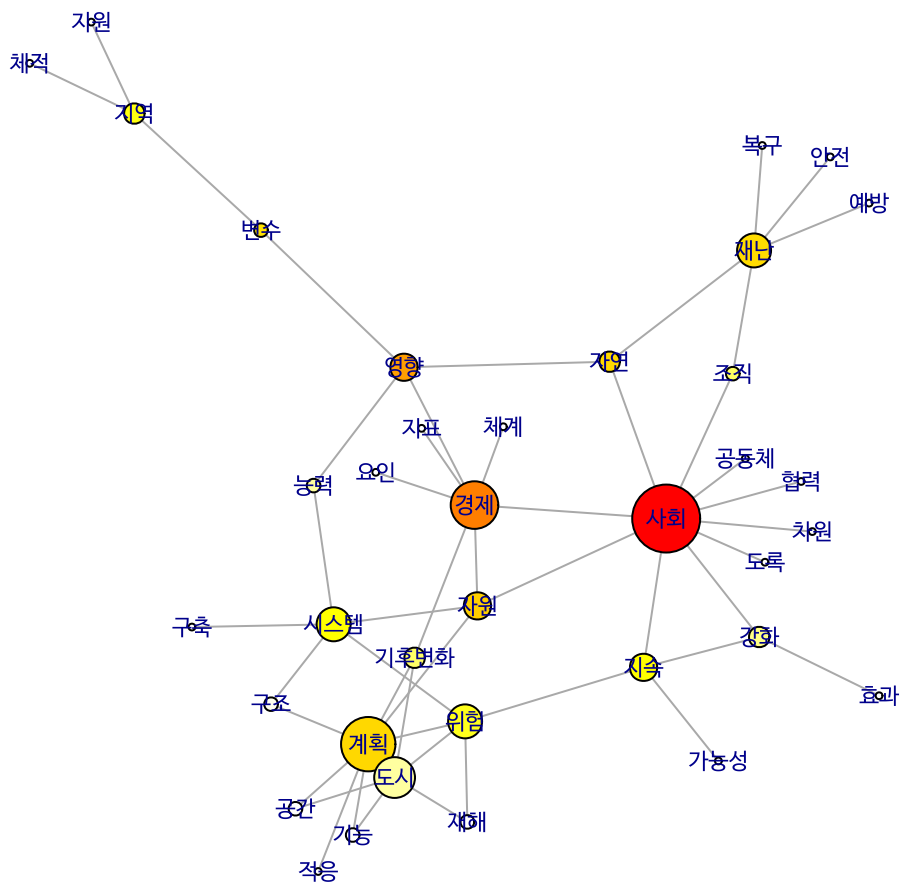 지원
체적
지역
복구
안전
예방
변수
재난
영향
자연
조직
지표
체계
공동체
요인
협력
능력
경제
사회
차원
도록
자원
구축
시스템
강화
기후변화
지속
효과
구조
위험
계획
가능성
도시
공간
재해
기능
적응